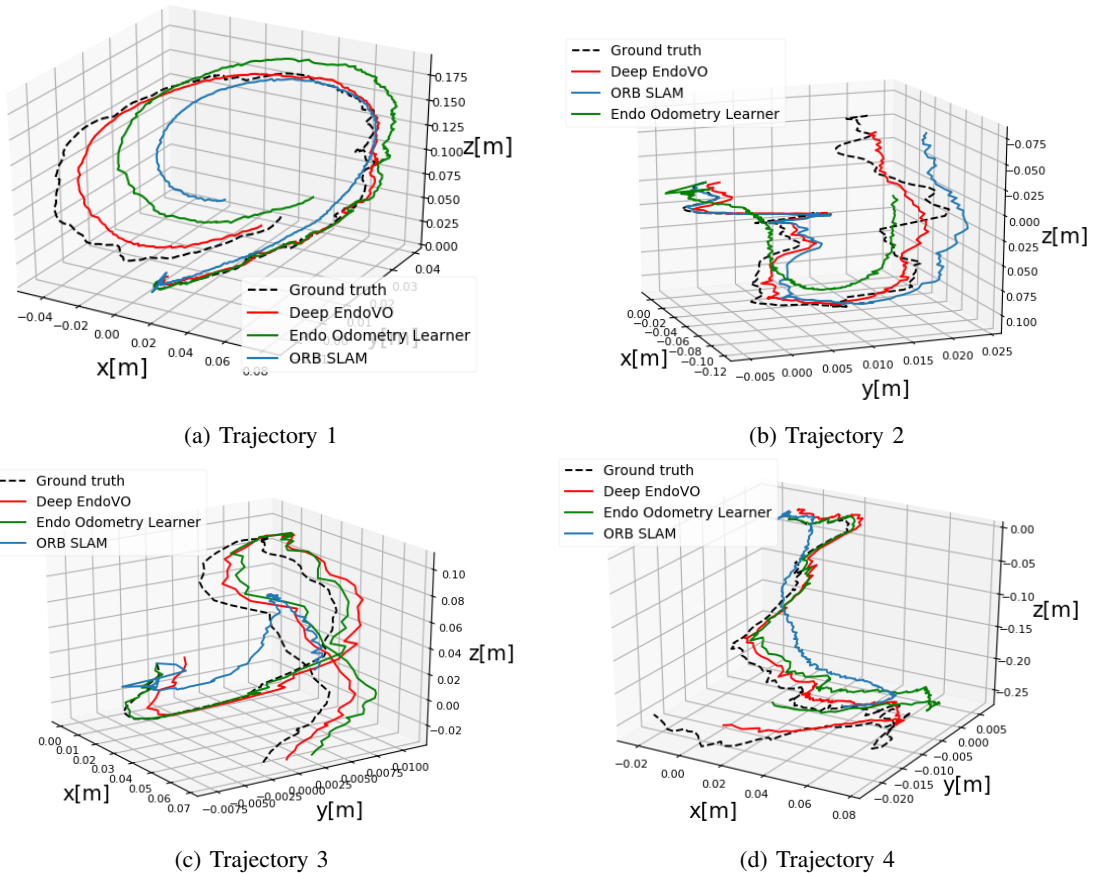 0.175
0.150
0.125
0.100
z[m]
0.075
0.050
0.025
0.000
0.04
0.03
0.02
0.01
−0.04
−0.02
0.00
0.02
0.04
0.06
0.08
x[m]
y[m]
Ground truth
Deep EndoVO
Endo Odometry Learner
ORB SLAM
(a) Trajectory 1
Ground truth
Deep EndoVO
ORB SLAM
Endo Odometry Learner
−0.075
−0.050
−0.025
0.000
z[m]
0.025
0.050
0.075
0.100
0.00
−0.02
−0.04
−0.06
−0.08
−0.10
−0.12
x[m]
−0.005
0.000
0.005
0.010
0.015
0.020
0.025
y[m]
(b) Trajectory 2
Ground truth
Deep EndoVO
Endo Odometry Learner
ORB SLAM
0.10
0.08
0.06
0.04
z[m]
0.02
0.00
−0.02
0.00
0.01
0.02
0.03
0.04
0.05
0.06
0.07
x[m]
−0.0075
−0.0050
−0.0025
0.0000
0.0025
0.0050
0.0075
0.0100
y[m]
(c) Trajectory 3
Ground truth
Deep EndoVO
Endo Odometry Learner
ORB SLAM
0.00
−0.05
−0.10
z[m]
−0.15
−0.20
−0.25
0.005
0.000
−0.005
−0.010
−0.015
−0.020
y[m]
−0.02
0.00
0.02
0.04
0.06
0.08
x[m]
(d) Trajectory 4